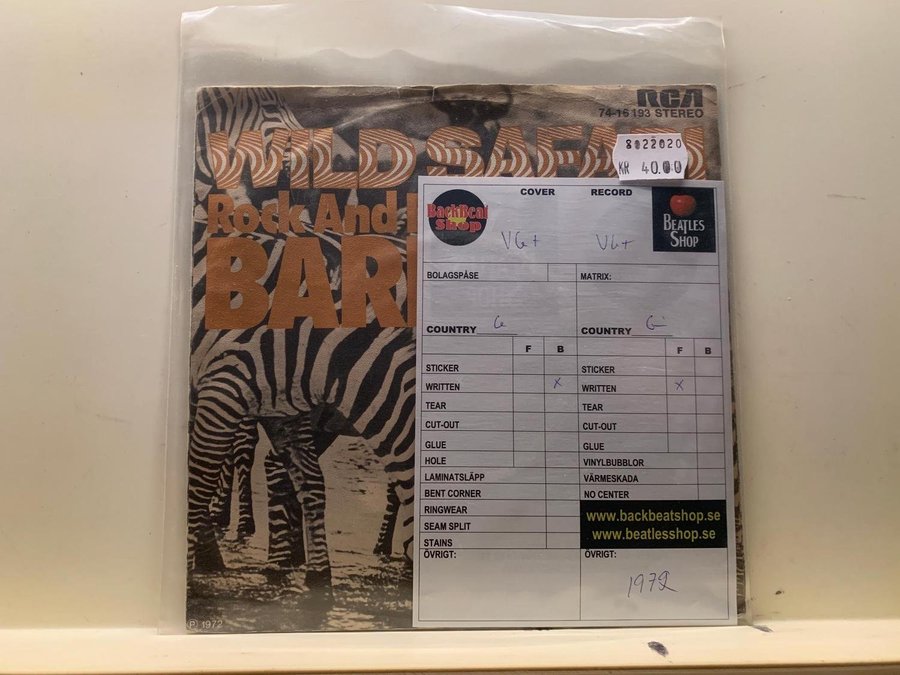 RCA
74-16 193 STEREO
WILD SAFARI
8022020
KR 40.00
Rock And
BAR
BackBeat Shop
COVER
RECORD
BEATLES SHOP
VG+
VG+
BOLAGSPÅSE
MATRIX:
COUNTRY G
COUNTRY G
F B
F B
STICKER
STICKER
WRITTEN x
WRITTEN x
TEAR
TEAR
CUT-OUT
CUT-OUT
GLUE
GLUE
HOLE
VINYLBUBBLOR
LAMINATSLÄPP
VÄRMESKADA
BENT CORNER
NO CENTER
RINGWEAR
www.backbeatshop.se
SEAM SPLIT
www.beatlesshop.se
STAINS
ÖVRIGT:
ÖVRIGT:
1972
℗ 1972